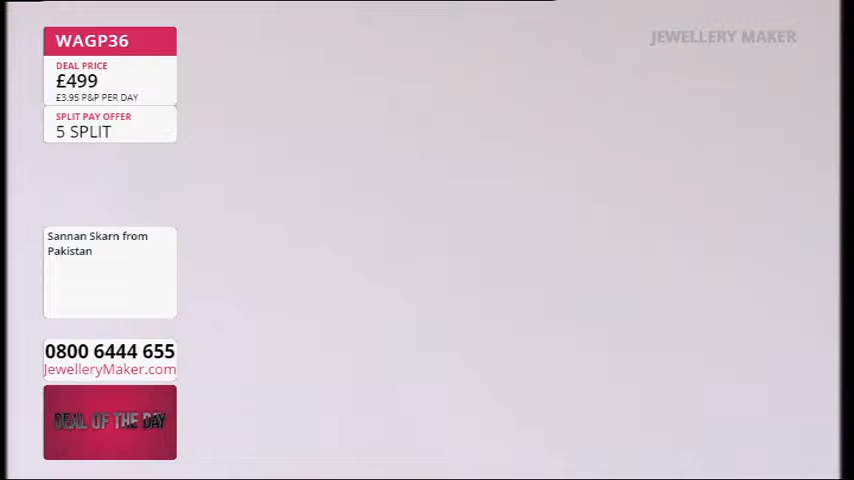 WAGP36
JEWELLERY MAKER
DEAL PRICE
£499
£3.95 P&P PER DAY
SPLIT PAY OFFER
5 SPLIT
Sannan Skarn from
Pakistan
0800 6444 655
JewelleryMaker.com
DEAL OF THE DAY